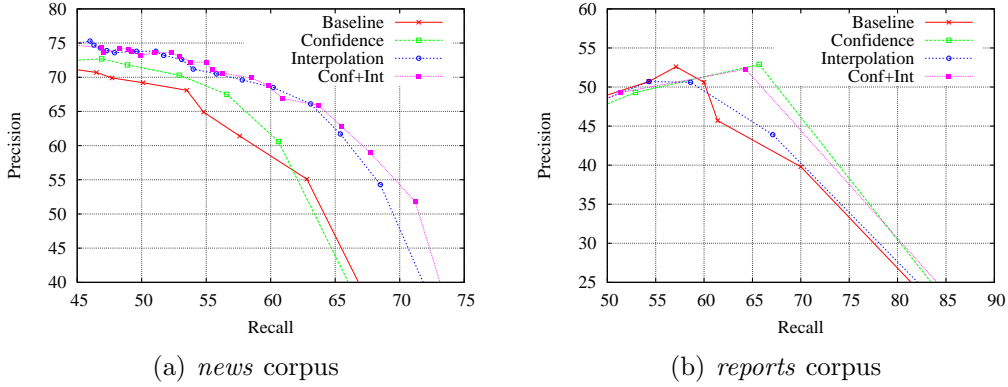 80
75
70
65
60
55
50
45
40
Precision
45 50 55 60 65 70 75
Recall
Baseline
Confidence
Interpolation
Conf+Int
(a) news corpus
60
55
50
45
40
35
30
25
Precision
50 55 60 65 70 75 80 85 90
Recall
Baseline
Confidence
Interpolation
Conf+Int
(b) reports corpus